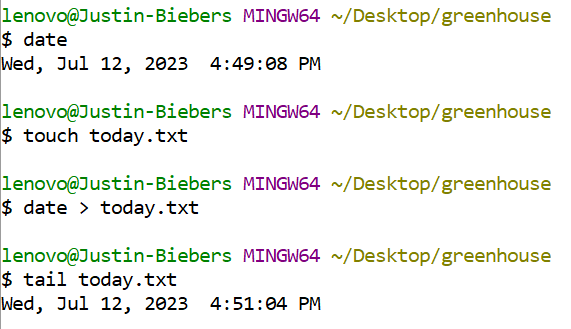 lenovo@Justin-Biebers MINGW64 ~/Desktop/greenhouse
$ date
Wed, Jul 12, 2023  4:49:08 PM
lenovo@Justin-Biebers MINGW64 ~/Desktop/greenhouse
$ touch today.txt
lenovo@Justin-Biebers MINGW64 ~/Desktop/greenhouse
$ date > today.txt
lenovo@Justin-Biebers MINGW64 ~/Desktop/greenhouse
$ tail today.txt
Wed, Jul 12, 2023  4:51:04 PM